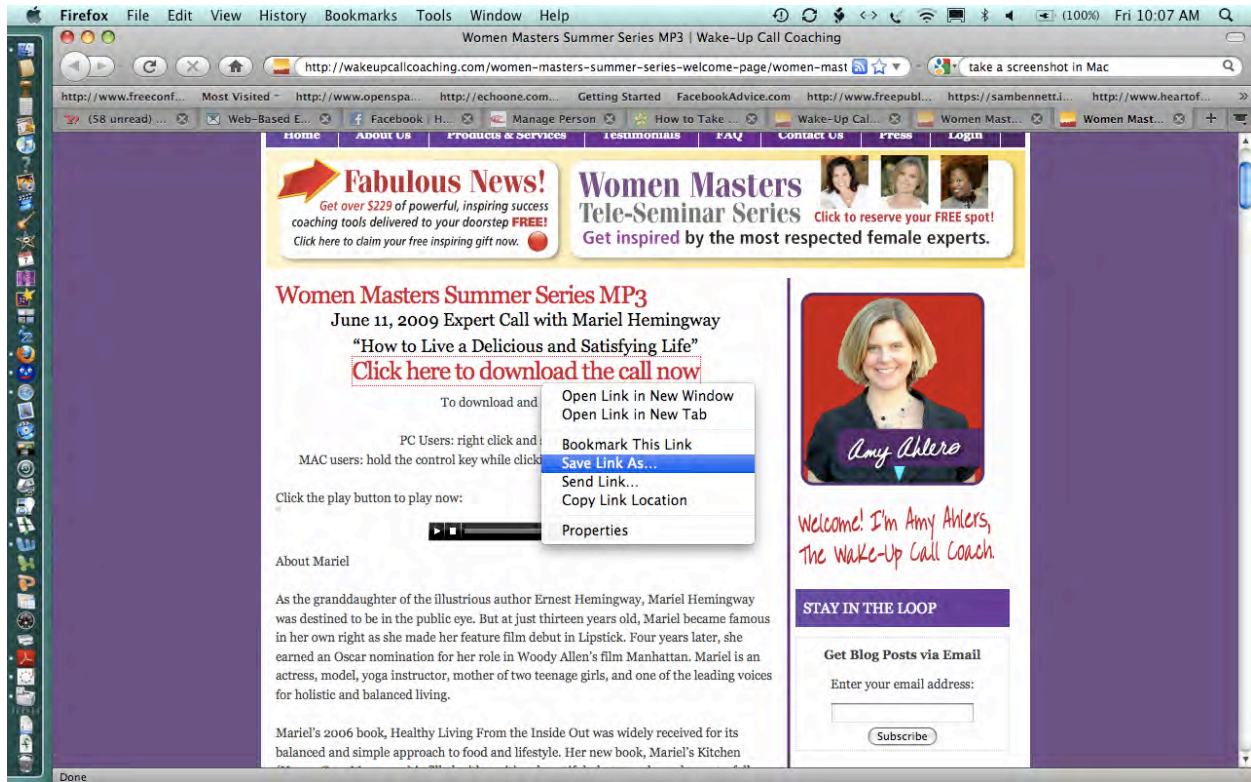 Firefox File Edit View History Bookmarks Tools Window Help (100%) Fri 10:07 AM
Women Masters Summer Series MP3 | Wake-Up Call Coaching
http://wakeupcallcoaching.com/women-masters-summer-series-welcome-page/women-mast take a screenshot in Mac
http://www.freeconf... Most Visited http://www.openspa... http://echoone.com... Getting Started FacebookAdvice.com http://www.freepubl... https://sambennett.i... http://www.heartof... »
(58 unread) ... Web-Based E... Facebook | H... Manage Person How to Take ... Wake-Up Cal... Women Mast... Women Mast...
Home About Us Products & Services Testimonials FAQ Contact Us Press Login
Fabulous News!
Get over $229 of powerful, inspiring success
coaching tools delivered to your doorstep FREE!
Click here to claim your free inspiring gift now.
Women Masters
Tele-Seminar Series Click to reserve your FREE spot!
Get inspired by the most respected female experts.
Women Masters Summer Series MP3
June 11, 2009 Expert Call with Mariel Hemingway
“How to Live a Delicious and Satisfying Life”
Click here to download the call now
To download and
PC Users: right click and
MAC users: hold the control key while
Open Link in New Window
Open Link in New Tab
Bookmark This Link
Save Link As...
Send Link...
Copy Link Location
Properties
Click the play button to play now:
About Mariel
As the granddaughter of the illustrious author Ernest Hemingway, Mariel Hemingway
was destined to be in the public eye. But at just thirteen years old, Mariel became famous
in her own right as she made her feature film debut in Lipstick. Four years later, she
earned an Oscar nomination for her role in Woody Allen's film Manhattan. Mariel is an
actress, model, yoga instructor, mother of two teenage girls, and one of the leading voices
for holistic and balanced living.
Mariel's 2006 book, Healthy Living From the Inside Out was widely received for its
balanced and simple approach to food and lifestyle. Her new book, Mariel's Kitchen
Amy Ahlers
Welcome! I'm Amy Ahlers,
The Wake-Up Call Coach.
STAY IN THE LOOP
Get Blog Posts via Email
Enter your email address:
Subscribe
Done